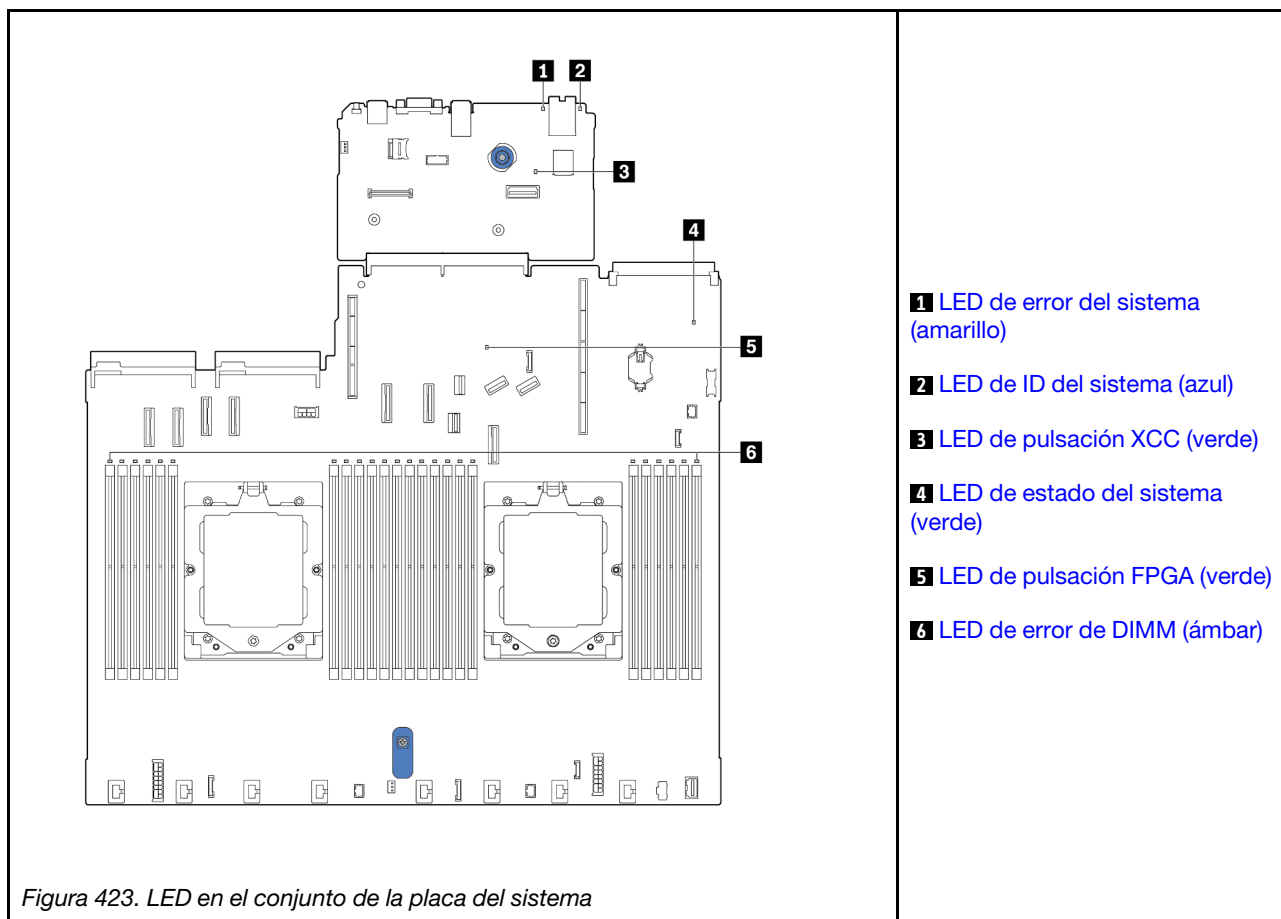 1 2
3
4
5
6
Figura 423. LED en el conjunto de la placa del sistema
1 LED de error del sistema
(amarillo)
2 LED de ID del sistema (azul)
3 LED de pulsación XCC (verde)
4 LED de estado del sistema
(verde)
5 LED de pulsación FPGA (verde)
6 LED de error de DIMM (ámbar)